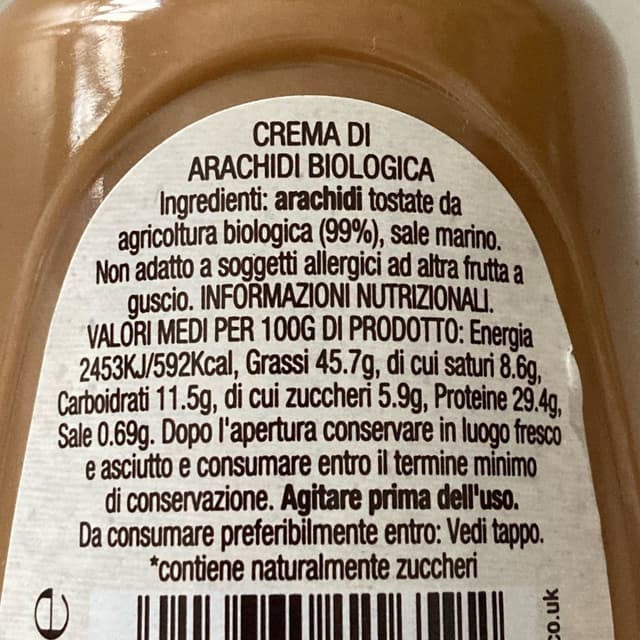 CREMA DI
ARACHIDI BIOLOGICA
Ingredienti: arachidi tostate da
agricoltura biologica (99%), sale marino.
Non adatto a soggetti allergici ad altra frutta a
guscio. INFORMAZIONI NUTRIZIONALI.
VALORI MEDI PER 100G DI PRODOTTO: Energia
2453KJ/592Kcal, Grassi 45.7g, di cui saturi 8.6g,
Carboidrati 11.5g, di cui zuccheri 5.9g, Proteine 29.4g,
Sale 0.69g. Dopo l'apertura conservare in luogo fresco
e asciutto e consumare entro il termine minimo
di conservazione. Agitare prima dell'uso.
Da consumare preferibilmente entro: Vedi tappo.
*contiene naturalmente zuccheri
e
co.uk